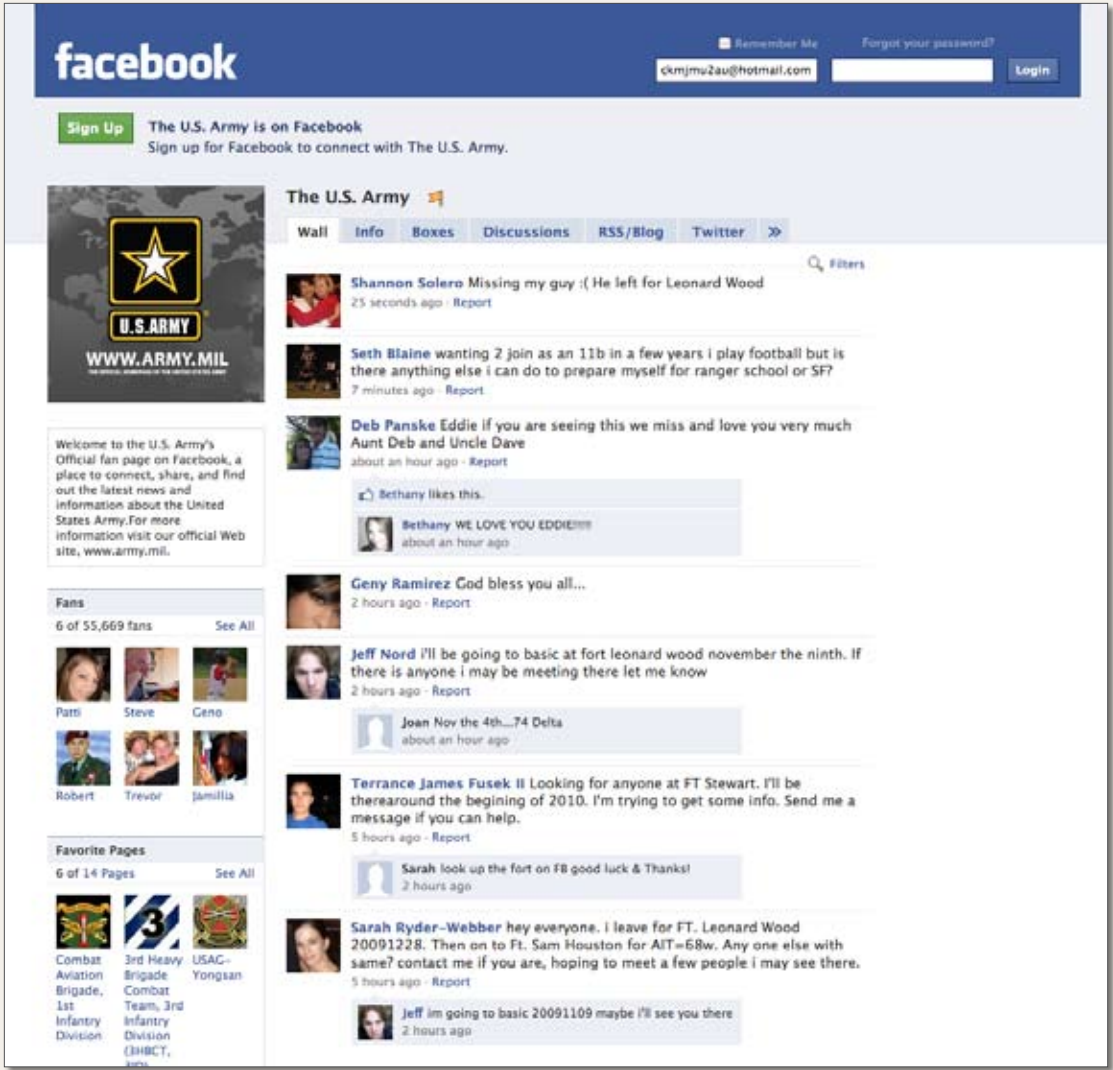 facebook
Remember Me
Forgot your password?
ckmjmu2au@hotmail.com
Login
Sign Up
The U.S. Army is on Facebook
Sign up for Facebook to connect with The U.S. Army.
U.S.ARMY
WWW.ARMY.MIL
THE OFFICIAL HOMEPAGE OF THE UNITED STATES ARMY
Welcome to the U.S. Army's
Official fan page on Facebook, a
place to connect, share, and find
out the latest news and
information about the United
States Army.For more
information visit our official Web
site, www.army.mil.
Fans
6 of 55,669 fans
See All
Patti
Steve
Geno
Robert
Trevor
Jamillia
Favorite Pages
6 of 14 Pages
See All
Combat
Aviation
Brigade,
1st
Infantry
Division
3rd Heavy
Brigade
Combat
Team, 3rd
Infantry
Division
(3HBCT,
USAG-
Yongsan
The U.S. Army
Wall
Info
Boxes
Discussions
RSS/Blog
Twitter
»
Filters
Shannon Solero Missing my guy :( He left for Leonard Wood
25 seconds ago · Report
Seth Blaine wanting 2 join as an 11b in a few years i play football but is
there anything else i can do to prepare myself for ranger school or SF?
7 minutes ago · Report
Deb Panske Eddie if you are seeing this we miss and love you very much
Aunt Deb and Uncle Dave
about an hour ago · Report
Bethany likes this.
Bethany WE LOVE YOU EDDIE!!!!!
about an hour ago
Geny Ramirez God bless you all...
2 hours ago · Report
Jeff Nord i'll be going to basic at fort leonard wood november the ninth. If
there is anyone i may be meeting there let me know
2 hours ago · Report
Joan Nov the 4th...74 Delta
about an hour ago
Terrance James Fusek II Looking for anyone at FT Stewart. I'll be
therearound the begining of 2010. I'm trying to get some info. Send me a
message if you can help.
5 hours ago · Report
Sarah look up the fort on FB good luck & Thanks!
2 hours ago
Sarah Ryder-Webber hey everyone. i leave for FT. Leonard Wood
20091228. Then on to Ft. Sam Houston for AIT=68w. Any one else with
same? contact me if you are, hoping to meet a few people i may see there.
5 hours ago · Report
Jeff im going to basic 20091109 maybe i'll see you there
2 hours ago